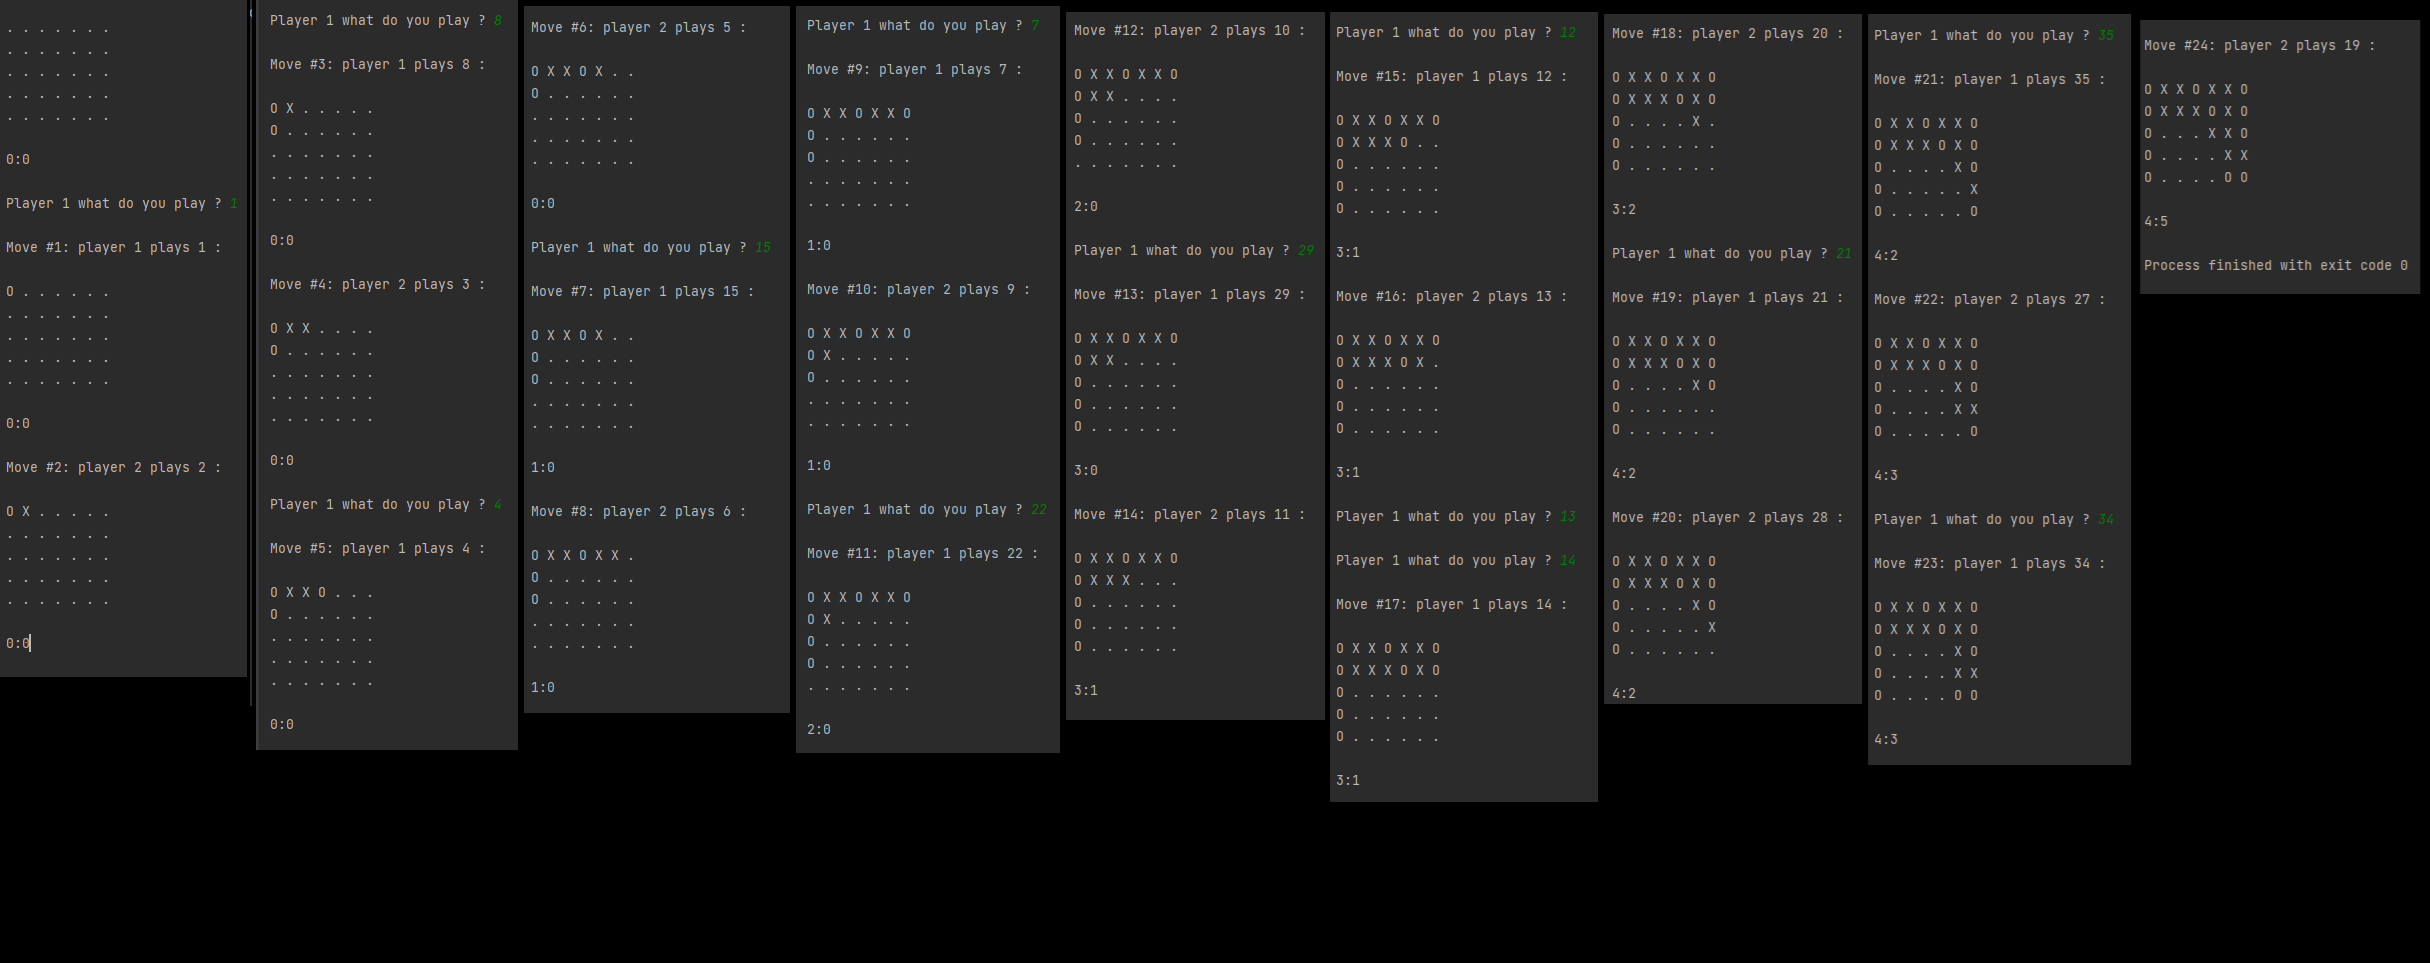 . . . . . . .
. . . . . . .
. . . . . . .
. . . . . . .
. . . . . . .
0:0
Player 1 what do you play ? 1
Move #1: player 1 plays 1 :
O . . . . . .
. . . . . . .
. . . . . . .
. . . . . . .
. . . . . . .
0:0
Move #2: player 2 plays 2 :
O X . . . . .
. . . . . . .
. . . . . . .
. . . . . . .
. . . . . . .
0:0
Player 1 what do you play ? 8
Move #3: player 1 plays 8 :
O X . . . . .
O . . . . . .
. . . . . . .
. . . . . . .
. . . . . . .
0:0
Move #4: player 2 plays 3 :
O X X . . . .
O . . . . . .
. . . . . . .
. . . . . . .
. . . . . . .
0:0
Player 1 what do you play ? 4
Move #5: player 1 plays 4 :
O X X O . . .
O . . . . . .
. . . . . . .
. . . . . . .
. . . . . . .
0:0
Move #6: player 2 plays 5 :
O X X O X . .
O . . . . . .
. . . . . . .
. . . . . . .
. . . . . . .
0:0
Player 1 what do you play ? 15
Move #7: player 1 plays 15 :
O X X O X . .
O . . . . . .
O . . . . . .
. . . . . . .
. . . . . . .
1:0
Move #8: player 2 plays 6 :
O X X O X X .
O . . . . . .
O . . . . . .
. . . . . . .
. . . . . . .
1:0
Player 1 what do you play ? 7
Move #9: player 1 plays 7 :
O X X O X X O
O . . . . . .
O . . . . . .
. . . . . . .
. . . . . . .
1:0
Move #10: player 2 plays 9 :
O X X O X X O
O X . . . . .
O . . . . . .
. . . . . . .
. . . . . . .
1:0
Player 1 what do you play ? 22
Move #11: player 1 plays 22 :
O X X O X X O
O X . . . . .
O . . . . . .
O . . . . . .
. . . . . . .
2:0
Move #12: player 2 plays 10 :
O X X O X X O
O X X . . . .
O . . . . . .
O . . . . . .
. . . . . . .
2:0
Player 1 what do you play ? 29
Move #13: player 1 plays 29 :
O X X O X X O
O X X . . . .
O . . . . . .
O . . . . . .
O . . . . . .
3:0
Move #14: player 2 plays 11 :
O X X O X X O
O X X X . . .
O . . . . . .
O . . . . . .
O . . . . . .
3:1
Player 1 what do you play ? 12
Move #15: player 1 plays 12 :
O X X O X X O
O X X X O . .
O . . . . . .
O . . . . . .
O . . . . . .
3:1
Move #16: player 2 plays 13 :
O X X O X X O
O X X X O X .
O . . . . . .
O . . . . . .
O . . . . . .
3:1
Player 1 what do you play ? 13
Player 1 what do you play ? 14
Move #17: player 1 plays 14 :
O X X O X X O
O X X X O X O
O . . . . . .
O . . . . . .
O . . . . . .
3:1
Move #18: player 2 plays 20 :
O X X O X X O
O X X X O X O
O . . . . X .
O . . . . . .
O . . . . . .
3:2
Player 1 what do you play ? 21
Move #19: player 1 plays 21 :
O X X O X X O
O X X X O X O
O . . . . X O
O . . . . . .
O . . . . . .
4:2
Move #20: player 2 plays 28 :
O X X O X X O
O X X X O X O
O . . . . X O
O . . . . . X
O . . . . . .
4:2
Player 1 what do you play ? 35
Move #21: player 1 plays 35 :
O X X O X X O
O X X X O X O
O . . . . X O
O . . . . . X
O . . . . . O
4:2
Move #22: player 2 plays 27 :
O X X O X X O
O X X X O X O
O . . . . X O
O . . . . X X
O . . . . . O
4:3
Player 1 what do you play ? 34
Move #23: player 1 plays 34 :
O X X O X X O
O X X X O X O
O . . . . X O
O . . . . X X
O . . . . O O
4:3
Move #24: player 2 plays 19 :
O X X O X X O
O X X X O X O
O . . . X X O
O . . . . X X
O . . . . O O
4:5
Process finished with exit code 0